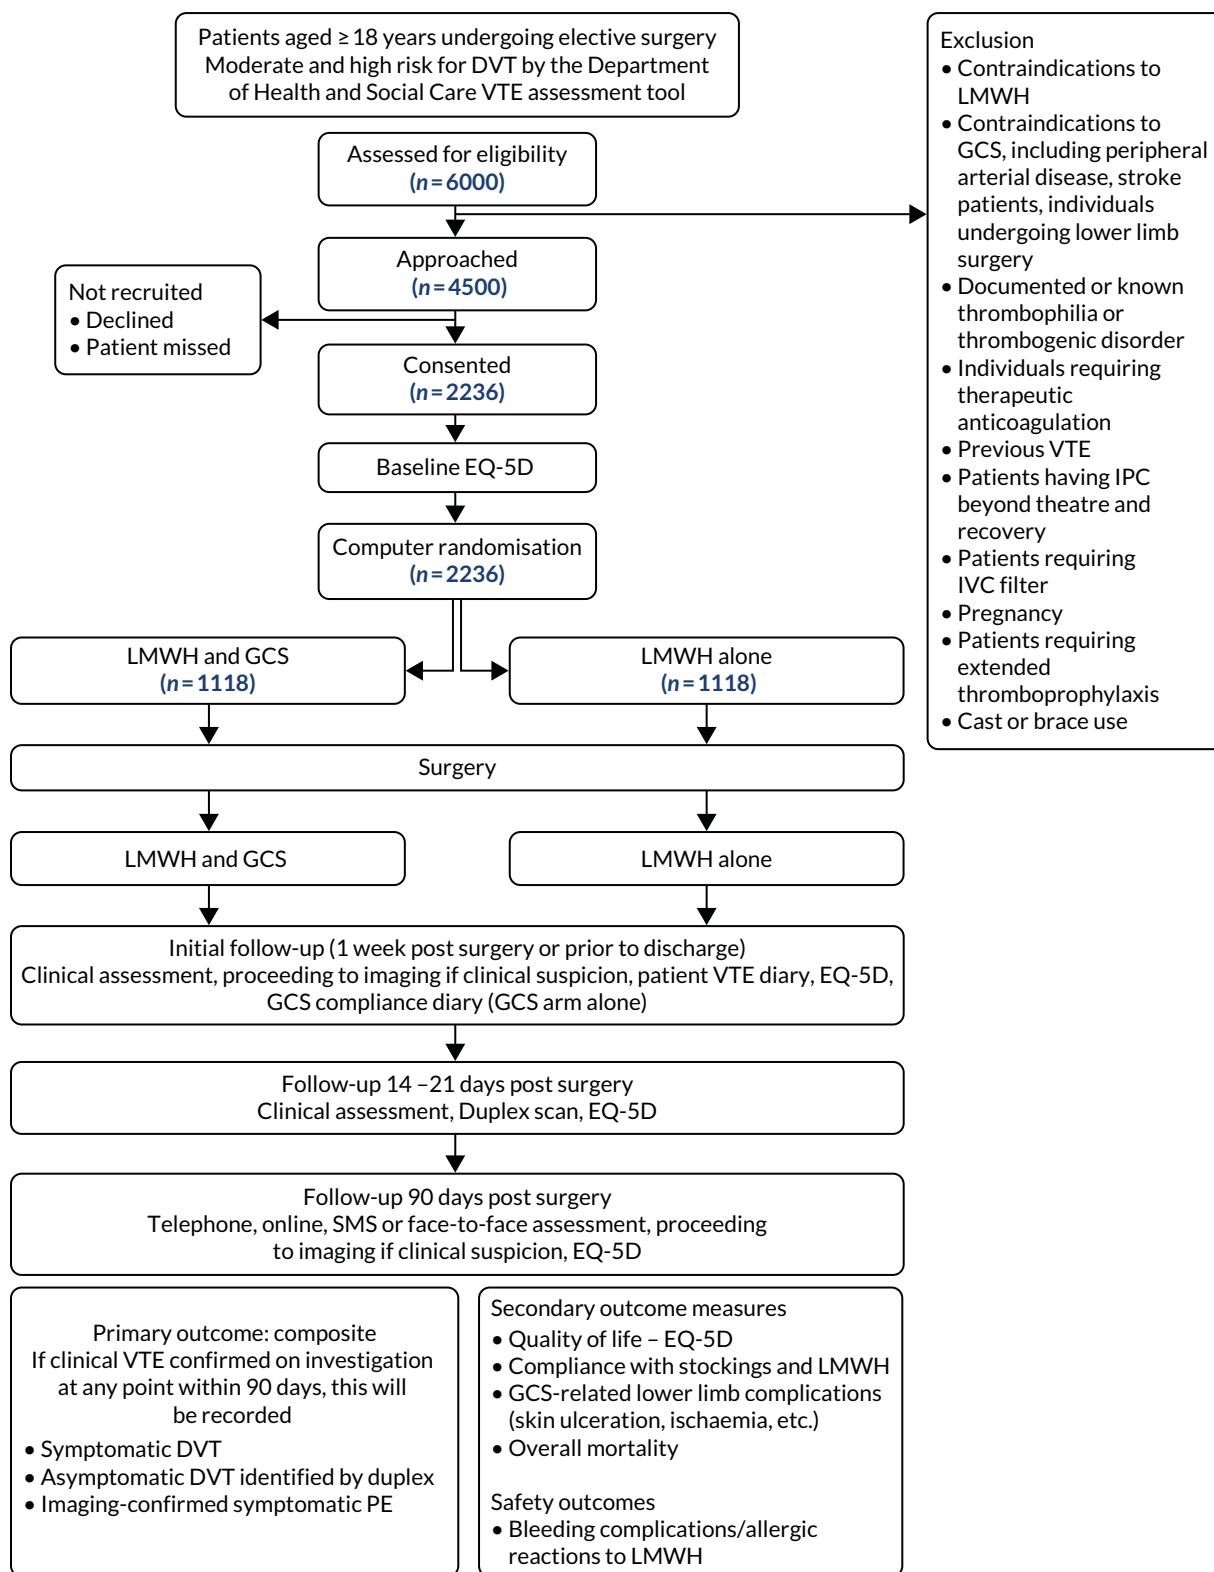 Patients aged ≥ 18 years undergoing elective surgery
Moderate and high risk for DVT by the Department
of Health and Social Care VTE assessment tool
Assessed for eligibility
(n = 6000)
Exclusion
• Contraindications to
LMWH
• Contraindications to
GCS, including peripheral
arterial disease, stroke
patients, individuals
undergoing lower limb
surgery
• Documented or known
thrombophilia or
thrombogenic disorder
• Individuals requiring
therapeutic
anticoagulation
• Previous VTE
• Patients having IPC
beyond theatre and
recovery
• Patients requiring
IVC filter
• Pregnancy
• Patients requiring
extended
thromboprophylaxis
• Cast or brace use
Approached
(n = 4500)
Not recruited
• Declined
• Patient missed
Consented
(n = 2236)
Baseline EQ-5D
Computer randomisation
(n = 2236)
LMWH and GCS
(n = 1118)
LMWH alone
(n = 1118)
Surgery
LMWH and GCS
LMWH alone
Initial follow-up (1 week post surgery or prior to discharge)
Clinical assessment, proceeding to imaging if clinical suspicion, patient VTE diary, EQ-5D,
GCS compliance diary (GCS arm alone)
Follow-up 14 –21 days post surgery
Clinical assessment, Duplex scan, EQ-5D
Follow-up 90 days post surgery
Telephone, online, SMS or face-to-face assessment, proceeding
to imaging if clinical suspicion, EQ-5D
Primary outcome: composite
If clinical VTE confirmed on investigation
at any point within 90 days, this will
be recorded
• Symptomatic DVT
• Asymptomatic DVT identified by duplex
• Imaging-confirmed symptomatic PE
Secondary outcome measures
• Quality of life – EQ-5D
• Compliance with stockings and LMWH
• GCS-related lower limb complications
(skin ulceration, ischaemia, etc.)
• Overall mortality
Safety outcomes
• Bleeding complications/allergic
reactions to LMWH